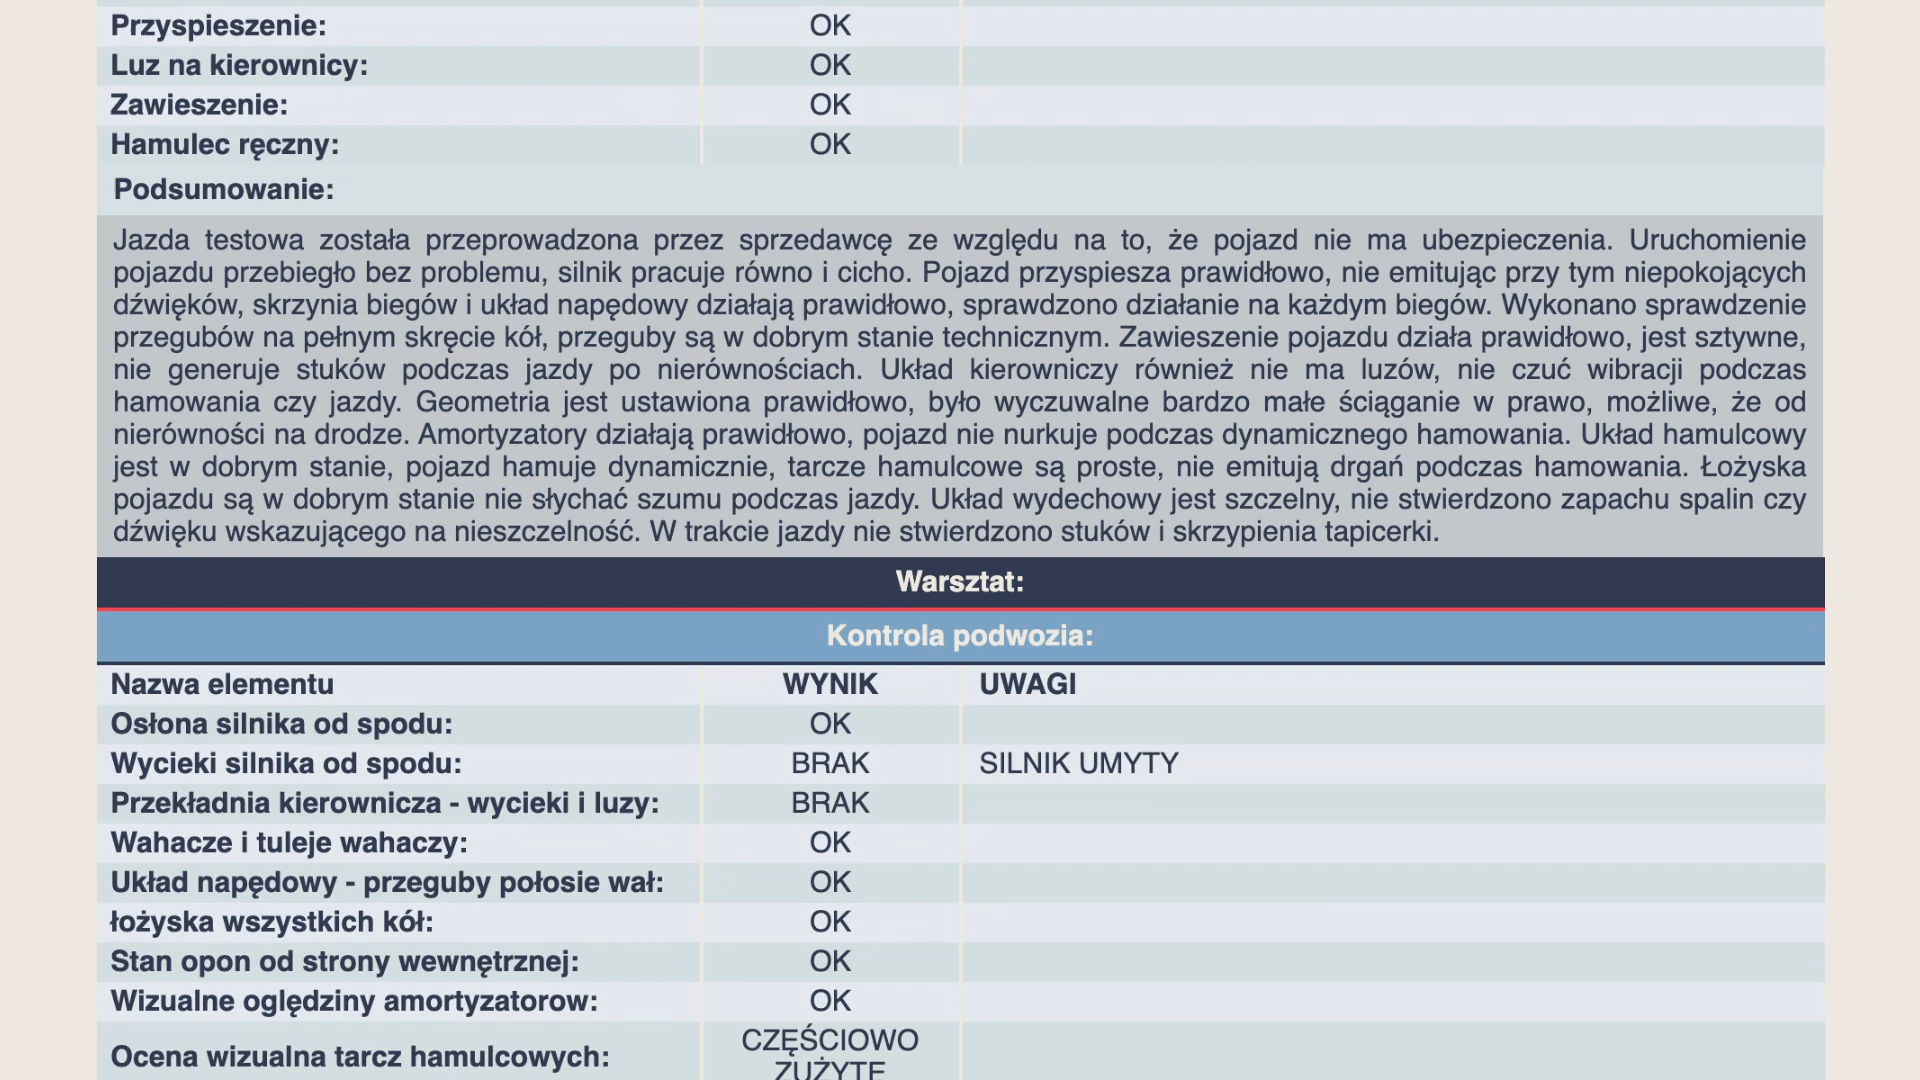 Przyspieszenie: OK
Luz na kierownicy: OK
Zawieszenie: OK
Hamulec ręczny: OK
Podsumowanie:
Jazda testowa została przeprowadzona przez sprzedawcę ze względu na to, że pojazd nie ma ubezpieczenia. Uruchomienie
pojazdu przebiegło bez problemu, silnik pracuje równo i cicho. Pojazd przyspiesza prawidłowo, nie emitując przy tym niepokojących
dźwięków, skrzynia biegów i układ napędowy działają prawidłowo, sprawdzono działanie na każdym biegów. Wykonano sprawdzenie
przegubów na pełnym skręcie kół, przeguby są w dobrym stanie technicznym. Zawieszenie pojazdu działa prawidłowo, jest sztywne,
nie generuje stuków podczas jazdy po nierównościach. Układ kierowniczy również nie ma luzów, nie czuć wibracji podczas
hamowania czy jazdy. Geometria jest ustawiona prawidłowo, było wyczuwalne bardzo małe ściąganie w prawo, możliwe, że od
nierówności na drodze. Amortyzatory działają prawidłowo, pojazd nie nurkuje podczas dynamicznego hamowania. Układ hamulcowy
jest w dobrym stanie, pojazd hamuje dynamicznie, tarcze hamulcowe są proste, nie emitują drgań podczas hamowania. Łożyska
pojazdu są w dobrym stanie nie słychać szumu podczas jazdy. Układ wydechowy jest szczelny, nie stwierdzono zapachu spalin czy
dźwięku wskazującego na nieszczelność. W trakcie jazdy nie stwierdzono stuków i skrzypienia tapicerki.
Warsztat:
Kontrola podwozia:
Nazwa elementu WYNIK UWAGI
Osłona silnika od spodu: OK
Wycieki silnika od spodu: BRAK SILNIK UMYTY
Przekładnia kierownicza - wycieki i luzy: BRAK
Wahacze i tuleje wahaczy: OK
Układ napędowy - przeguby połosie wał: OK
łożyska wszystkich kół: OK
Stan opon od strony wewnętrznej: OK
Wizualne oględziny amortyzatorow: OK
Ocena wizualna tarcz hamulcowych: CZĘŚCIOWO
ZUŻYTE